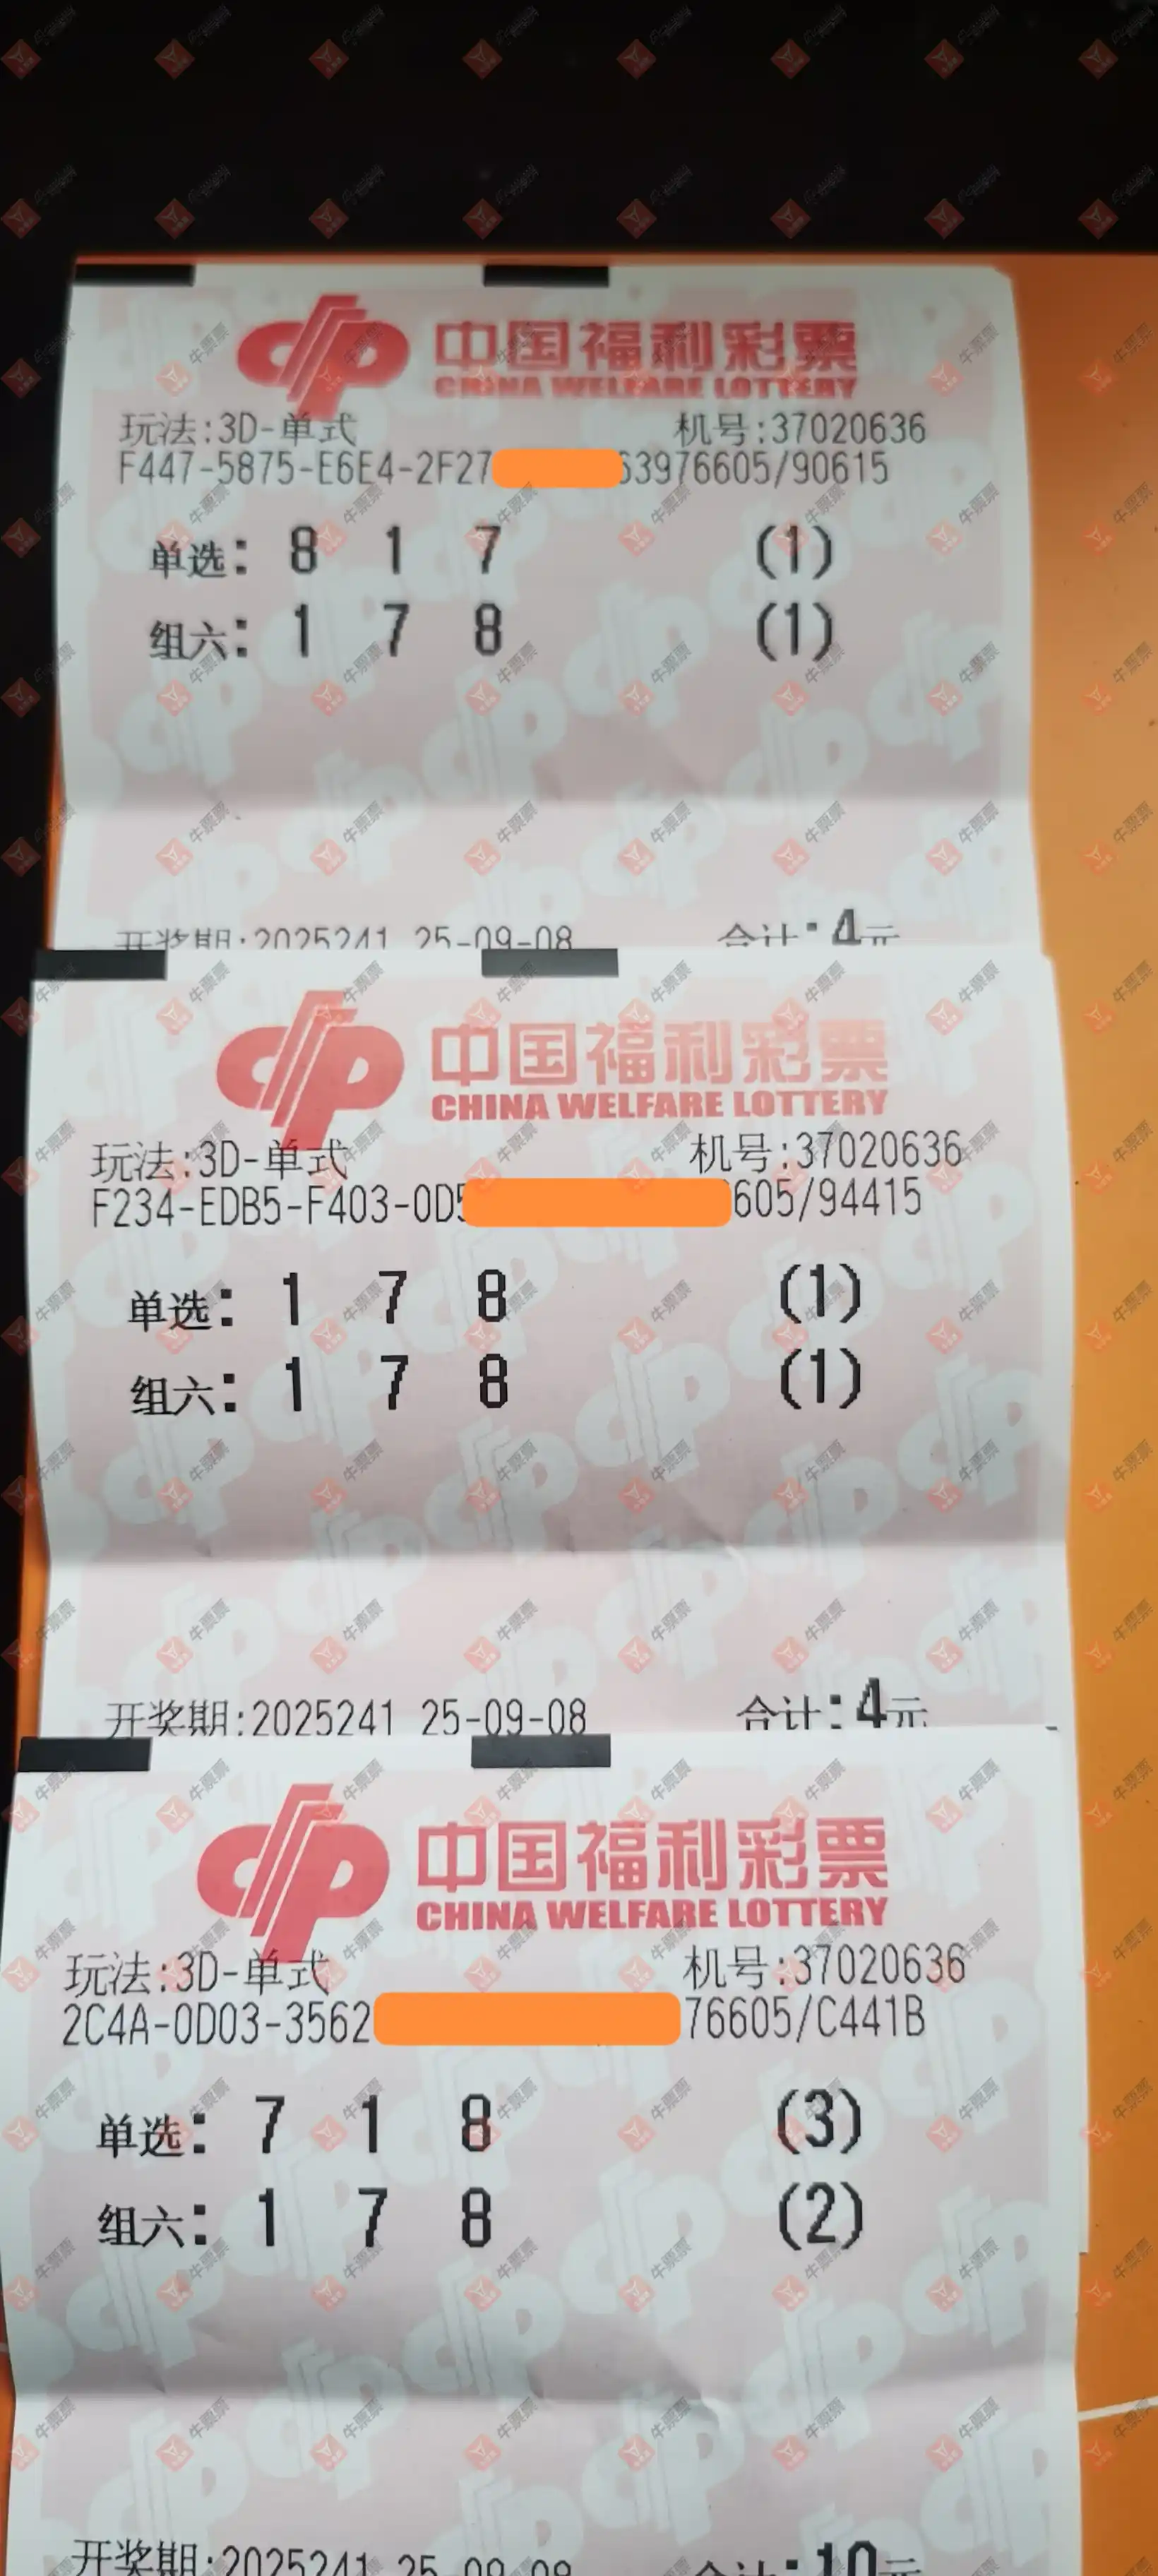 中国福利彩票
CHINA WELFARE LOTTERY
玩法:3D-单式 机号:37020636
F447-5875-E6E4-2F27 63976605/90615
单选: 8 1 7 (1)
组六: 1 7 8 (1)
开奖期:2025241 25-09-08 合计:4元
中国福利彩票
CHINA WELFARE LOTTERY
玩法:3D-单式 机号:37020636
F234-EDB5-F403-0D5 605/94415
单选: 1 7 8 (1)
组六: 1 7 8 (1)
开奖期:2025241 25-09-08 合计:4元
中国福利彩票
CHINA WELFARE LOTTERY
玩法:3D-单式 机号:37020636
2C4A-0D03-3562 76605/C441B
单选: 7 1 8 (3)
组六: 1 7 8 (2)
开奖期:2025241 25-09-08 合计:10元
牛票票